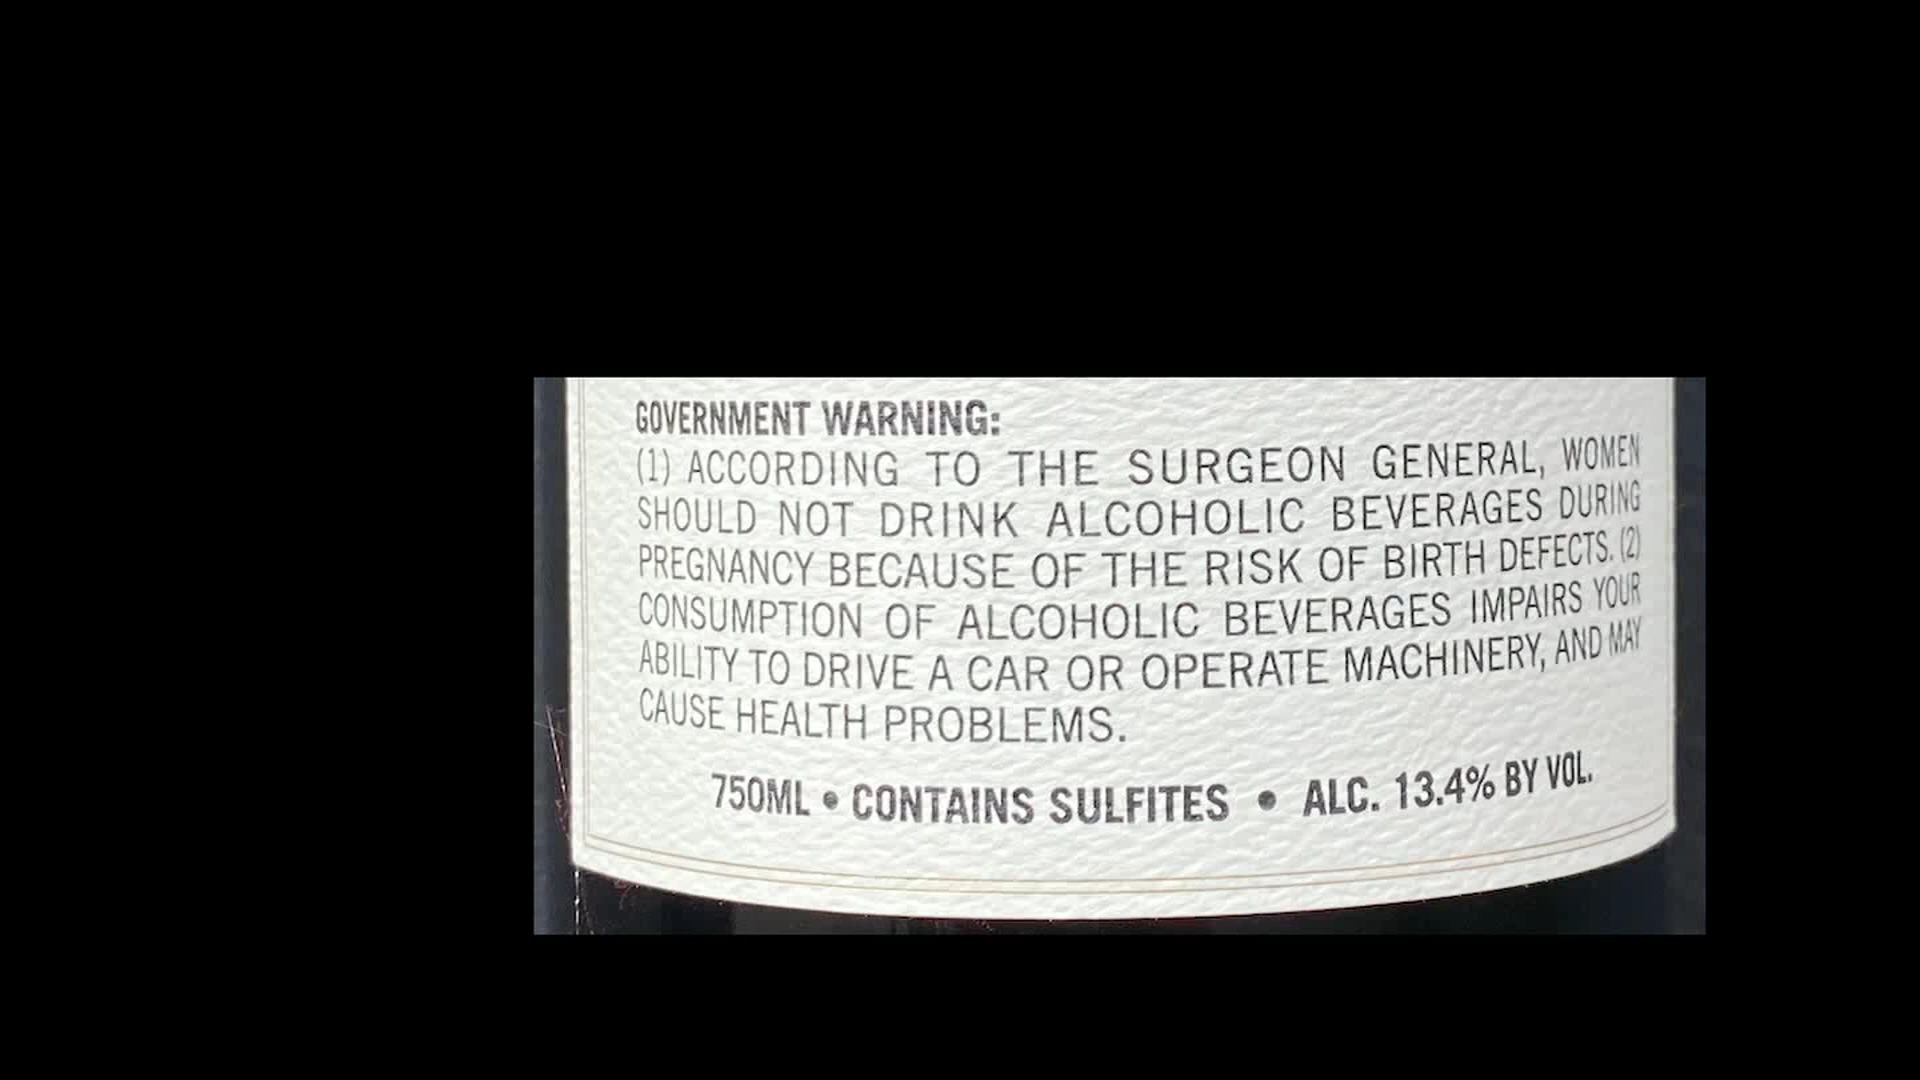 GOVERNMENT WARNING:
(1) ACCORDING TO THE SURGEON GENERAL, WOMEN
SHOULD NOT DRINK ALCOHOLIC BEVERAGES DURING
PREGNANCY BECAUSE OF THE RISK OF BIRTH DEFECTS. (2)
CONSUMPTION OF ALCOHOLIC BEVERAGES IMPAIRS YOUR
ABILITY TO DRIVE A CAR OR OPERATE MACHINERY, AND MAY
CAUSE HEALTH PROBLEMS.
750ML • CONTAINS SULFITES • ALC. 13.4% BY VOL.